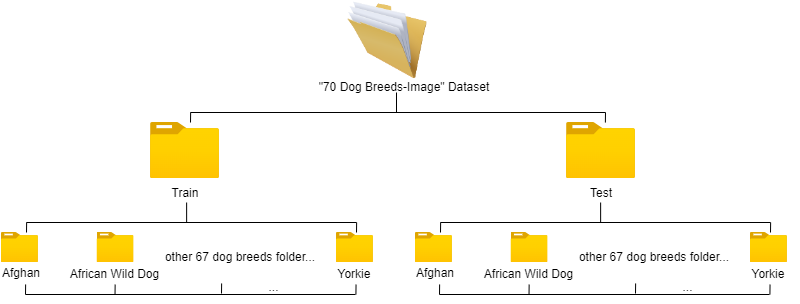 "70 Dog Breeds-Image" Dataset
Train
Test
Afghan
African Wild Dog
other 67 dog breeds folder...
Yorkie
Afghan
African Wild Dog
other 67 dog breeds folder...
Yorkie
...
...